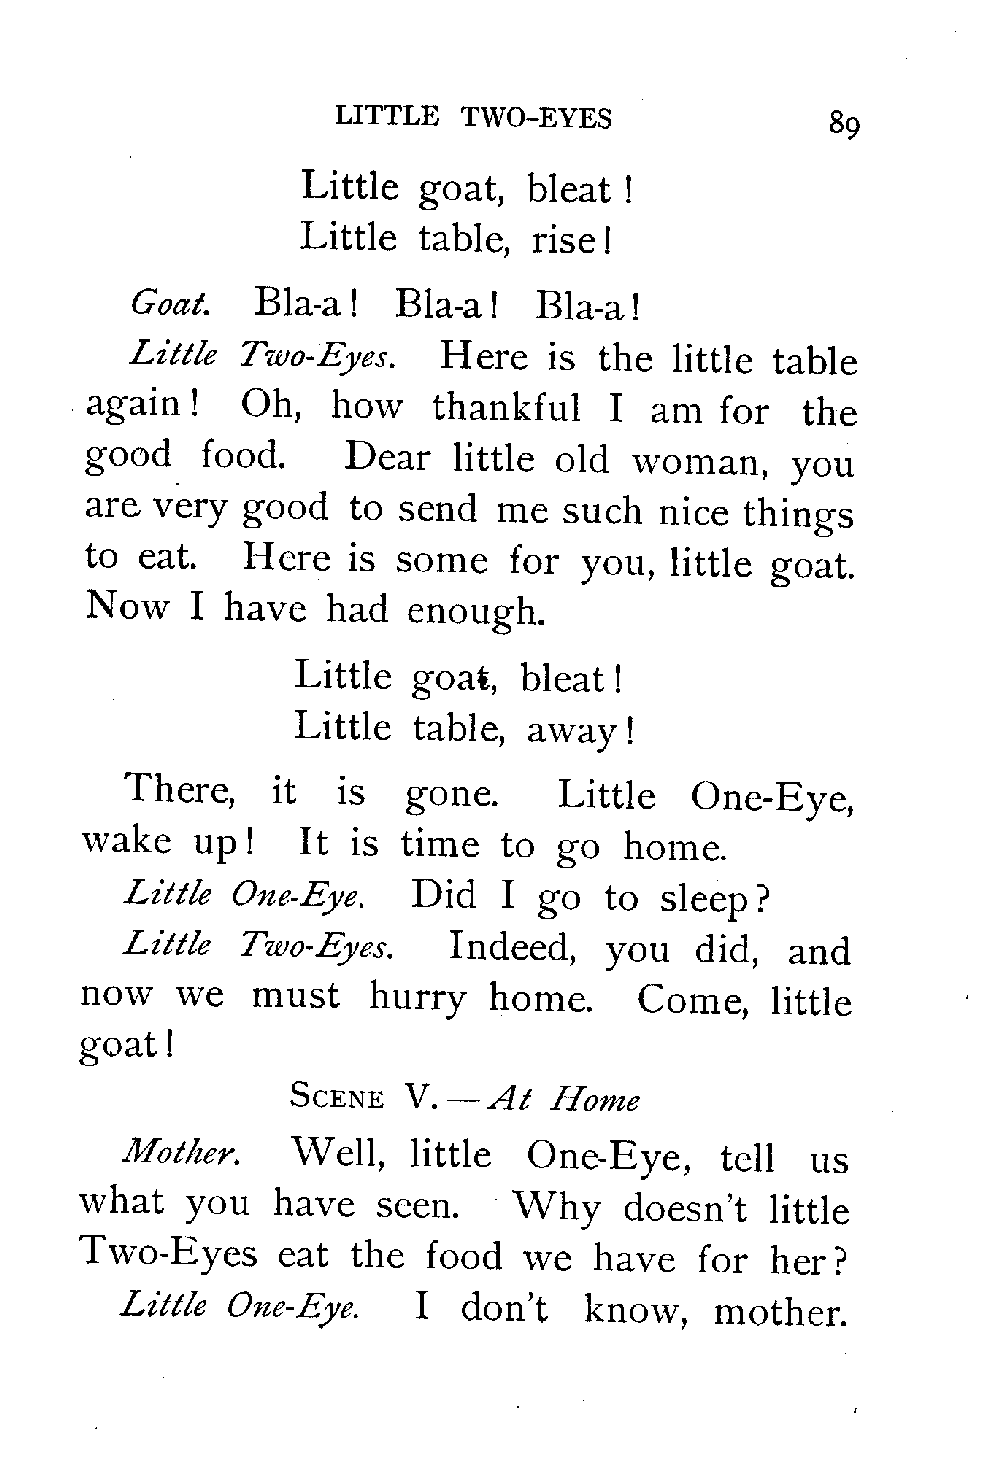 LITTLE TWO-EYES 89
Little goat, bleat!
Little table, rise!
Goat. Bla-a! Bla-a! Bla-a!
Little Two-Eyes. Here is the little table
again! Oh, how thankful I am for the
good food. Dear little old woman, you
are very good to send me such nice things
to eat. Here is some for you, little goat.
Now I have had enough.
Little goat, bleat!
Little table, away!
There, it is gone. Little One-Eye,
wake up! It is time to go home.
Little One-Eye. Did I go to sleep?
Little Two-Eyes. Indeed, you did, and
now we must hurry home. Come, little
goat!
SCENE V. — At Home
Mother. Well, little One-Eye, tell us
what you have seen. Why doesn't little
Two-Eyes eat the food we have for her?
Little One-Eye. I don't know, mother.